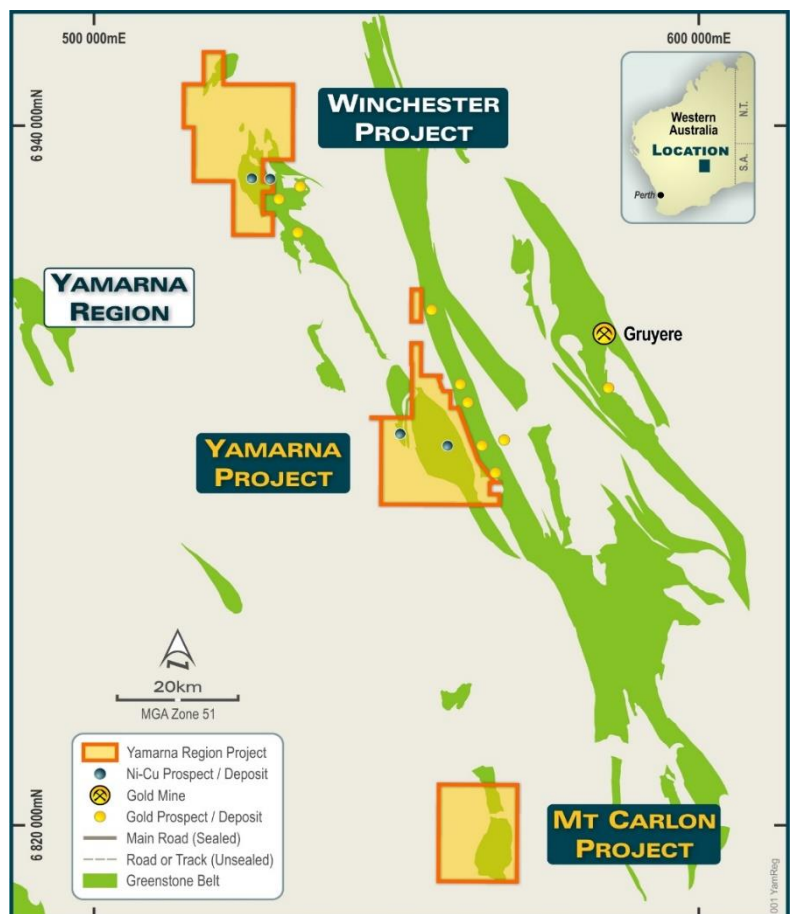 500 000mE
600 000mE
6 940 000mN
WINCHESTER
PROJECT
Western
Australia
LOCATION
N.T.
S.A.
Perth
YAMARNA
REGION
Gruyere
YAMARNA
PROJECT
N
20km
MGA Zone 51
Yamarna Region Project
Ni-Cu Prospect / Deposit
Gold Mine
Gold Prospect / Deposit
Main Road (Sealed)
Road or Track (Unsealed)
Greenstone Belt
6 820 000mN
MT CARLON
PROJECT
001 YamReg